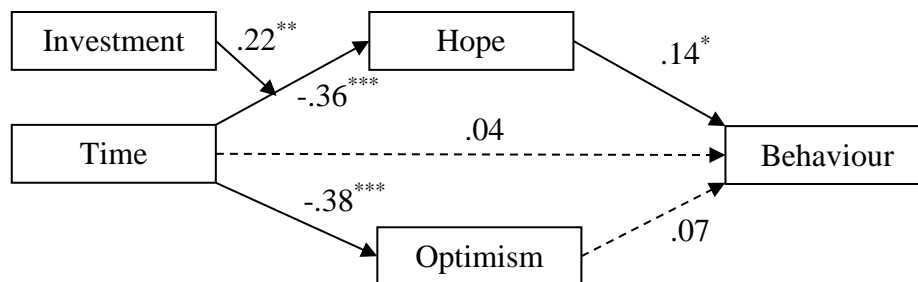 Investment
.22**
Hope
.14*
-.36***
Time
.04
Behaviour
-.38***
.07
Optimism